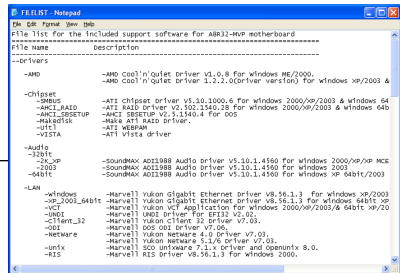 FILELIST - Notepad
File Edit Format View Help
File list for the included support software for A8R32-MVP motherboard
========================================================================
File Name Description
========================================================================
--Drivers
-AMD -AMD Cool'n'Quiet Driver V1.0.8 for Windows ME/2000.
-AMD Cool'n'Quiet Driver 1.2.2.0(Driver version) for Windows XP/2003 &
-Chipset
-SMBUS -ATI Chipset Driver V5.10.1000.6 for Windows 2000/XP/2003 & Windows 64
-AHCI_RAID -ATI RAID Driver V2.502.1540.28 for Windows 2000/XP/2003 & Windows 64b
-AHCI_SBSETUP -AHCI SBSETUP V2.5.1540.4 for DOS
-Makedisk -Make Ati RAID Driver.
-Util -ATI WEBPAM
-VISTA -ATI Vista driver
-Audio
-32bit
-2K_XP -SoundMAX ADI1988 Audio Driver V5.10.1.4560 for Windows 2000/XP/XP MCE
-2003 -SoundMAX ADI1988 Audio Driver V5.10.1.4560 for Windows 2003
-64bit -SoundMAX ADI1988 Audio Driver V5.10.1.4560 for Windows XP 64bit/2003
-LAN
-Windows -Marvell Yukon Gigabit Ethernet Driver V8.56.1.3 for Windows XP/2003
-XP_2003_64bit -Marvell Yukon Gigabit Ethernet Driver V8.56.1.3 for Windows 64bit XP
-VCT -Marvell Yukon VCT Application for Windows 2000/XP/2003/& 64bit XP/20
-UNDI -Marvell UNDI Driver for EFI32 V2.02.
-Client_32 -Marvell Yukon Client 32 Driver V7.03.
-ODI -Marvell DOS ODI Driver V7.06.
-NetWare -Marvell Yukon NetWare 4.0 Driver V7.03.
-Marvell Yukon NetWare 5.1/6 Driver V7.03.
-Unix -Marvell SCO UnixWare 7.1.x Driver and OpenUnix 8.0.
-RIS -Marvell RIS Driver V8.56.1.3 for Windows 2000.